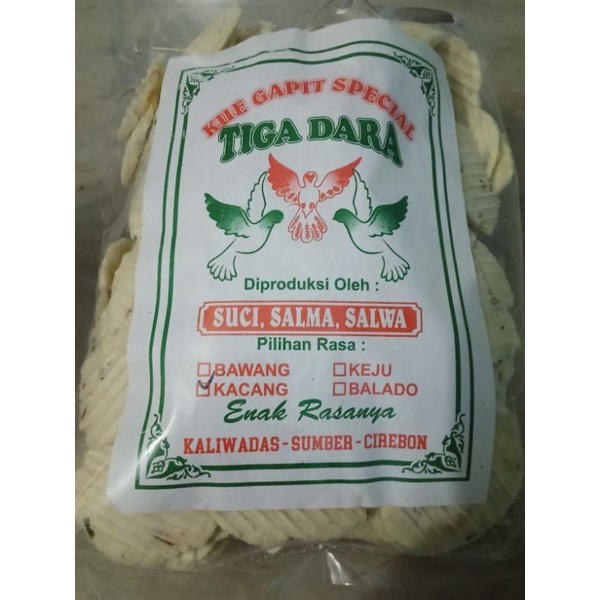 KUE GAPIT SPECIAL
TIGA DARA
Diproduksi Oleh :
SUCI, SALMA, SALWA
Pilihan Rasa :
BAWANG KEJU
KACANG BALADO
Enak Rasanya
KALIWADAS - SUMBER - CIREBON